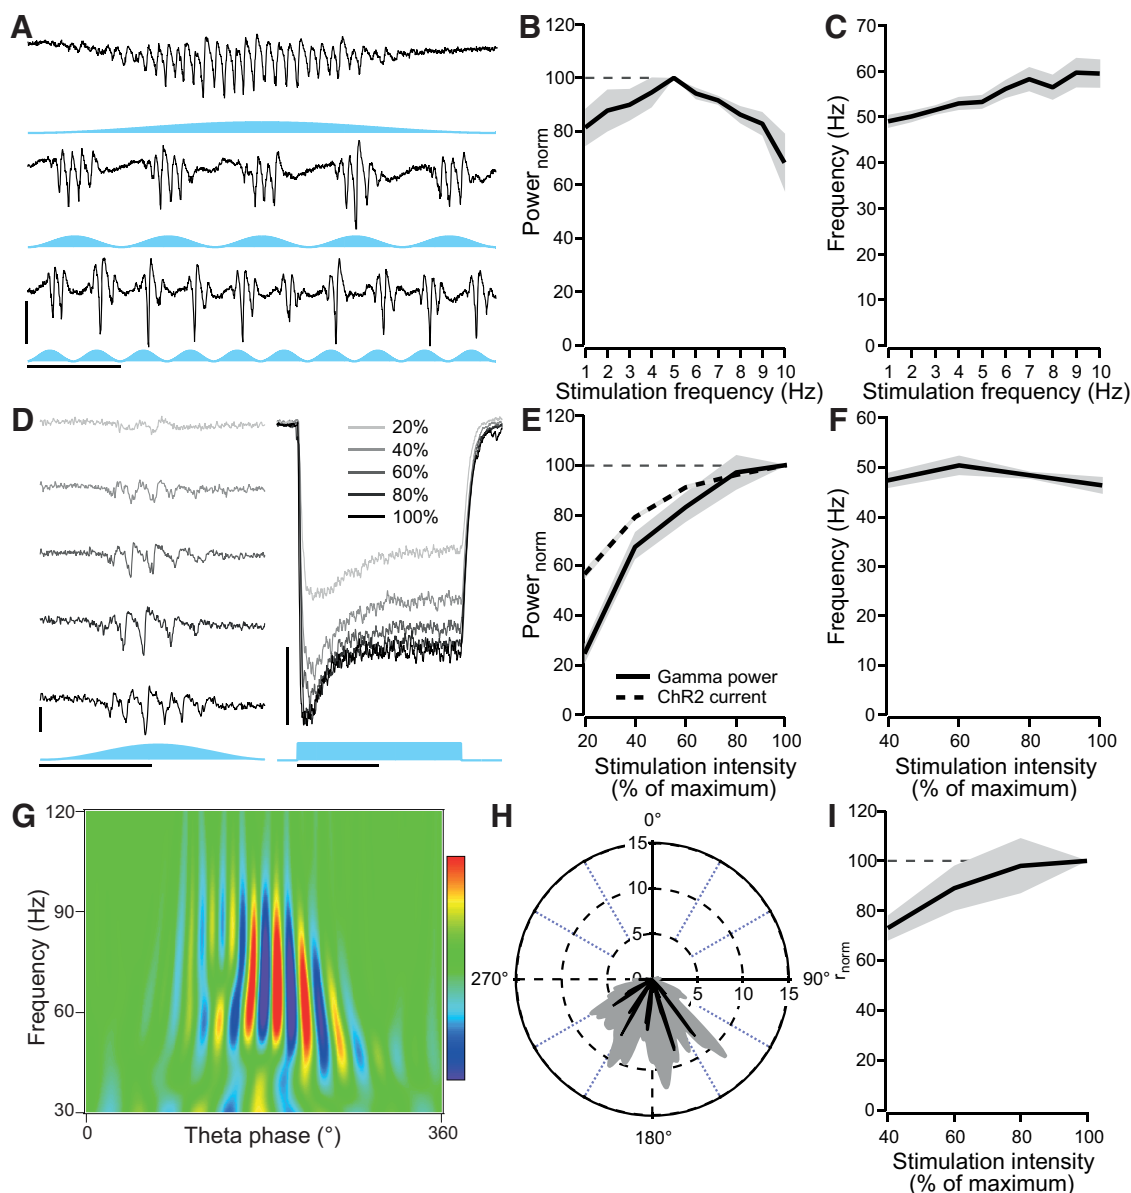 A
B
120
100
80
60
40
20
0
Power norm
1 2 3 4 5 6 7 8 9 10
Stimulation frequency (Hz)
C
70
60
50
40
30
20
10
0
Frequency (Hz)
1 2 3 4 5 6 7 8 9 10
Stimulation frequency (Hz)
D
20%
40%
60%
80%
100%
E
120
100
80
60
40
20
0
Power norm
Gamma power
ChR2 current
20 40 60 80 100
Stimulation intensity
(% of maximum)
F
60
50
40
30
20
10
0
Frequency (Hz)
40 60 80 100
Stimulation intensity
(% of maximum)
G
120
90
60
30
Frequency (Hz)
0 360
Theta phase (°)
H
0°
15
10
5
0
270°
5 10 15
90°
180°
I
120
100
80
60
40
20
0
r norm
40 60 80 100
Stimulation intensity
(% of maximum)